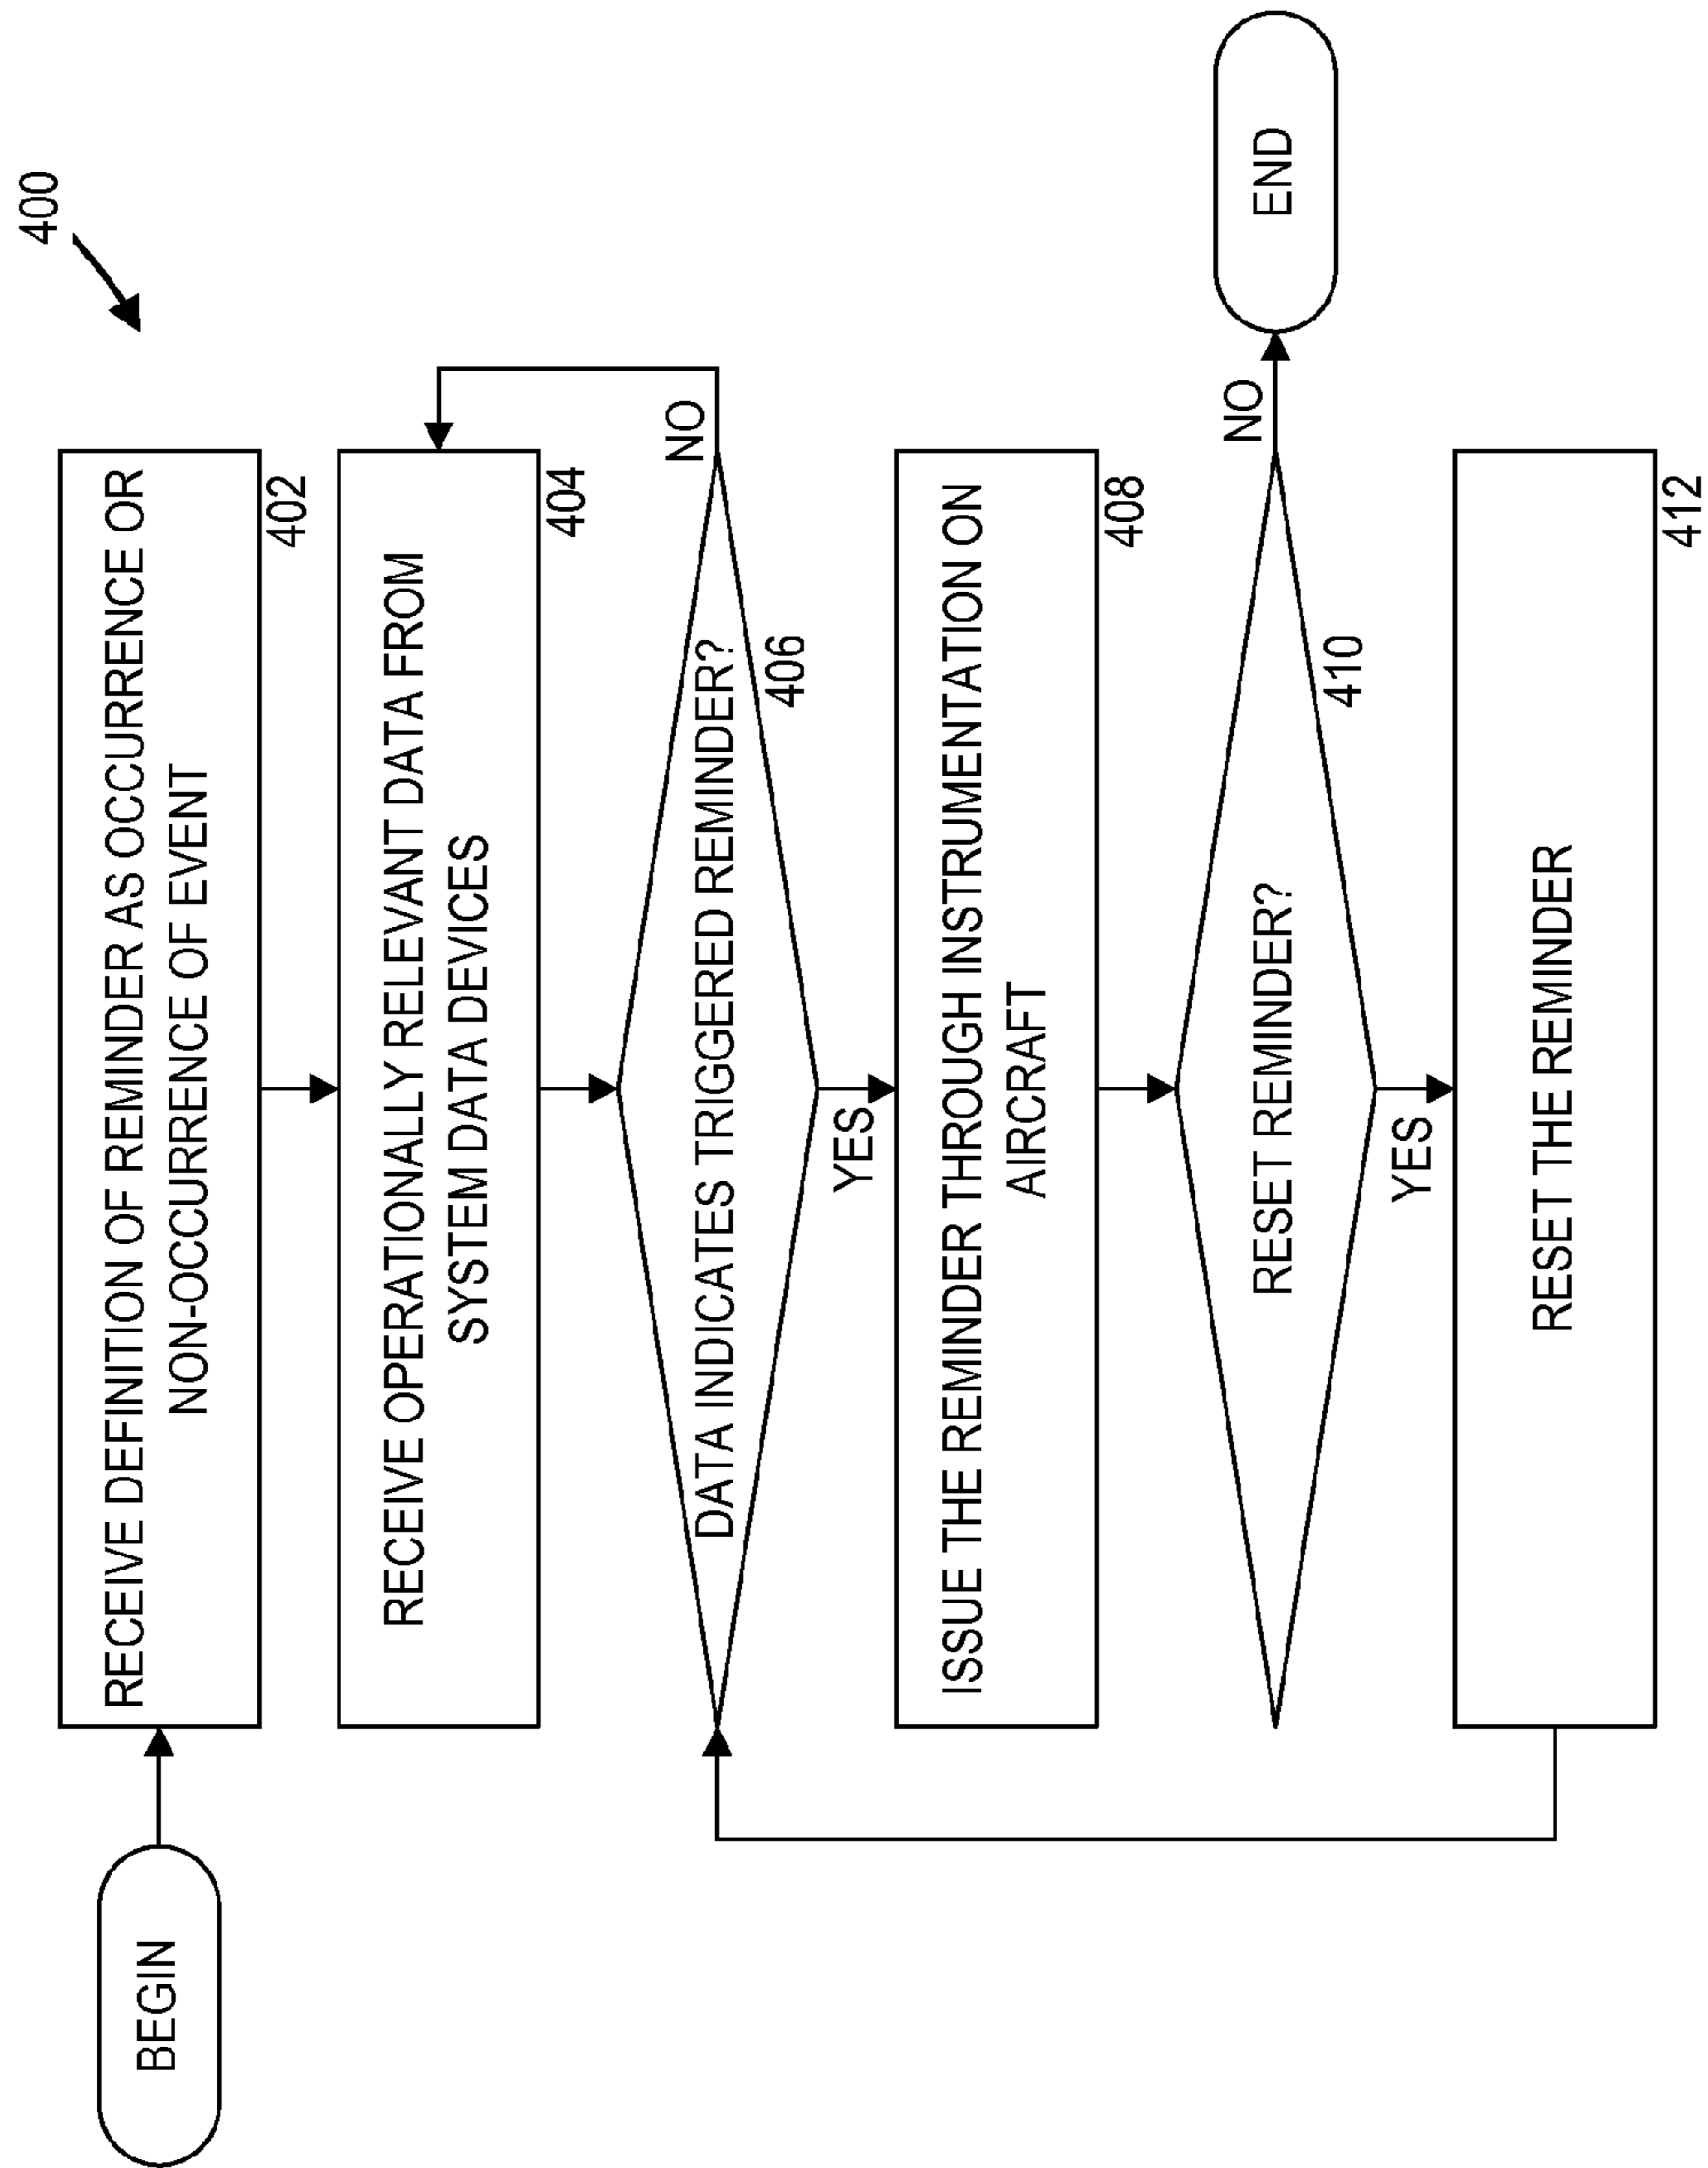 400
BEGIN
RECEIVE DEFINITION OF REMINDER AS OCCURRENCE OR
NON-OCCURRENCE OF EVENT
402
RECEIVE OPERATIONALLY RELEVANT DATA FROM
SYSTEM DATA DEVICES
404
DATA INDICATES TRIGGERED REMINDER?
NO
406
YES
ISSUE THE REMINDER THROUGH INSTRUMENTATION ON
AIRCRAFT
408
RESET REMINDER?
NO
END
410
YES
RESET THE REMINDER
412